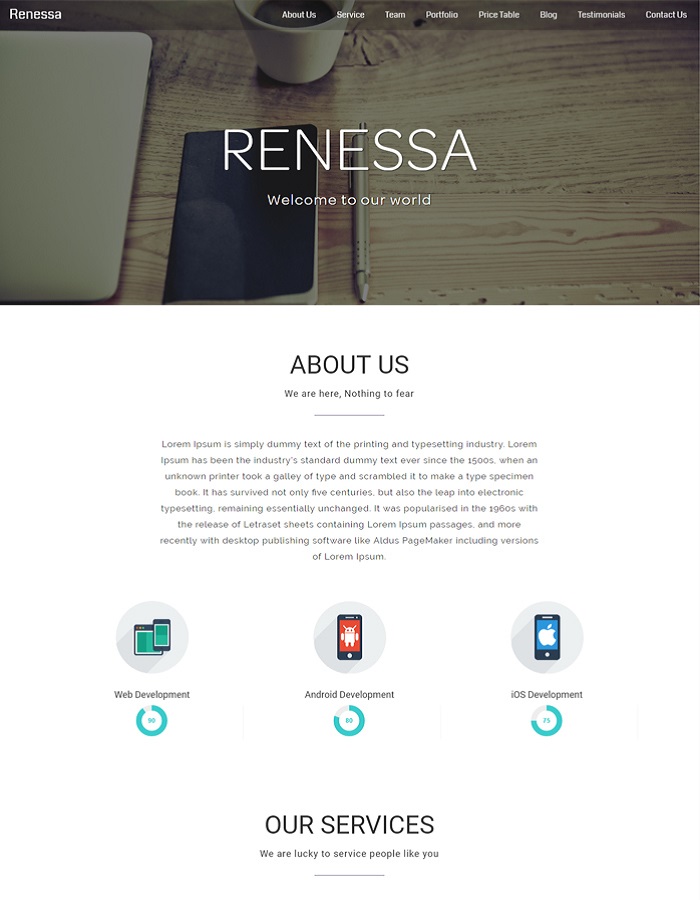 Renessa
About Us Service Team Portfolio Price Table Blog Testimonials Contact Us
RENESSA
Welcome to our world
ABOUT US
We are here, Nothing to fear
Lorem Ipsum is simply dummy text of the printing and typesetting industry. Lorem
Ipsum has been the industry's standard dummy text ever since the 1500s, when an
unknown printer took a galley of type and scrambled it to make a type specimen
book. It has survived not only five centuries, but also the leap into electronic
typesetting, remaining essentially unchanged. It was popularised in the 1960s with
the release of Letraset sheets containing Lorem Ipsum passages, and more
recently with desktop publishing software like Aldus PageMaker including versions
of Lorem Ipsum.
Web Development Android Development iOS Development
90 80 75
OUR SERVICES
We are lucky to service people like you